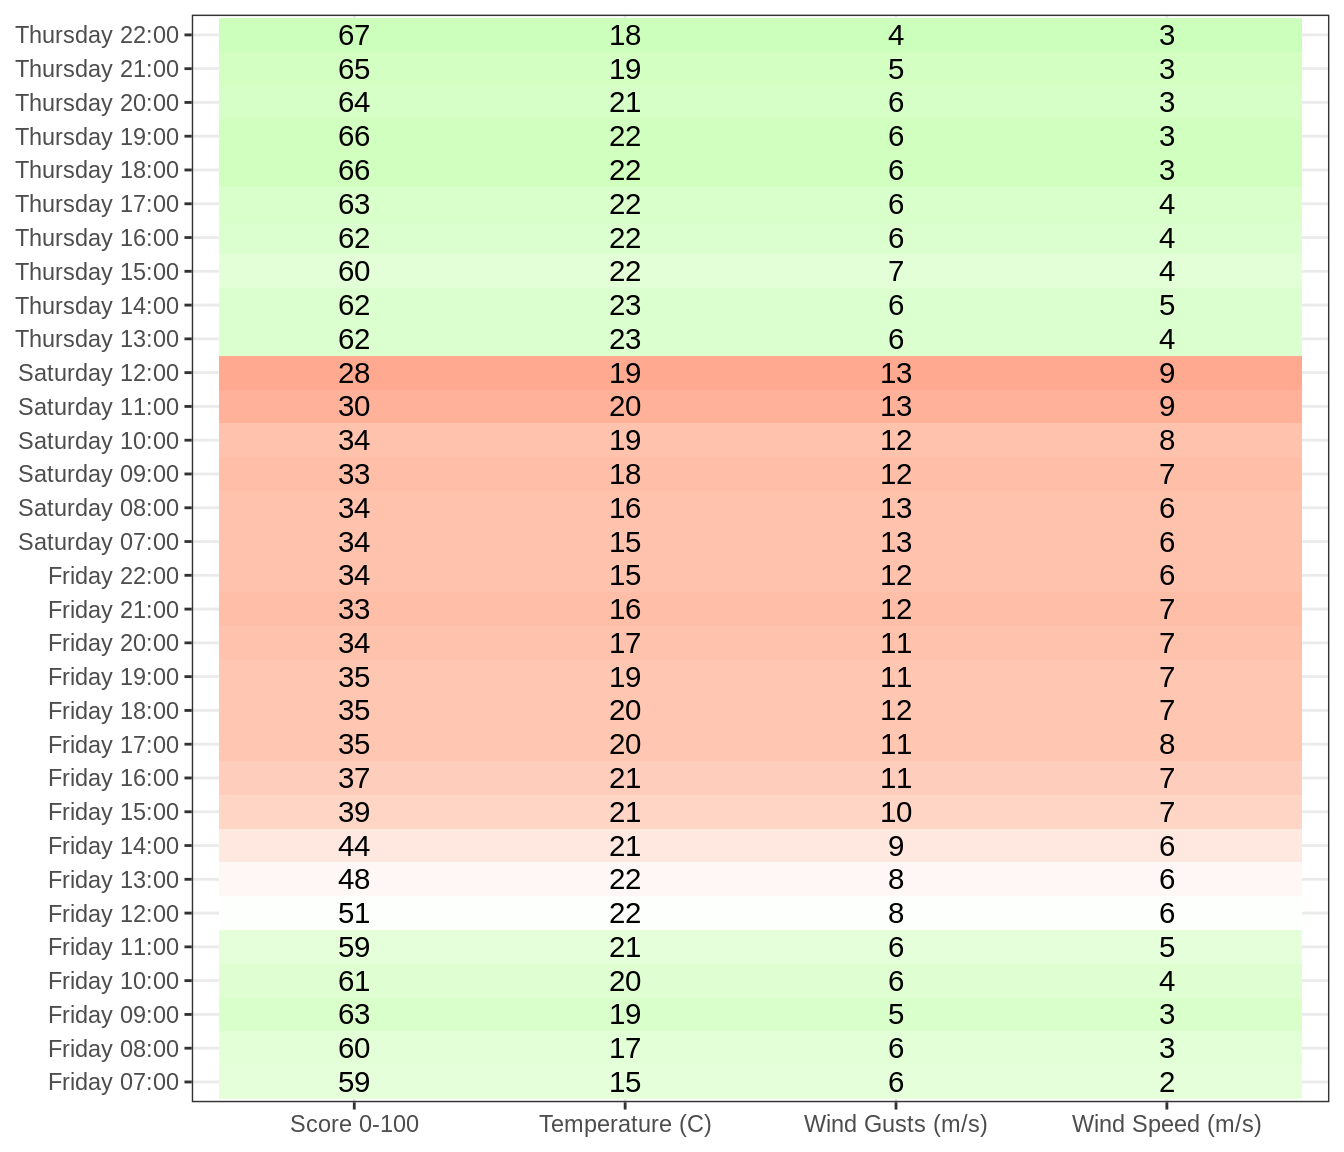 Thursday 22:00 67 18 4 3
Thursday 21:00 65 19 5 3
Thursday 20:00 64 21 6 3
Thursday 19:00 66 22 6 3
Thursday 18:00 66 22 6 3
Thursday 17:00 63 22 6 4
Thursday 16:00 62 22 6 4
Thursday 15:00 60 22 7 4
Thursday 14:00 62 23 6 5
Thursday 13:00 62 23 6 4
Saturday 12:00 28 19 13 9
Saturday 11:00 30 20 13 9
Saturday 10:00 34 19 12 8
Saturday 09:00 33 18 12 7
Saturday 08:00 34 16 13 6
Saturday 07:00 34 15 13 6
Friday 22:00 34 15 12 6
Friday 21:00 33 16 12 7
Friday 20:00 34 17 11 7
Friday 19:00 35 19 11 7
Friday 18:00 35 20 12 7
Friday 17:00 35 20 11 8
Friday 16:00 37 21 11 7
Friday 15:00 39 21 10 7
Friday 14:00 44 21 9 6
Friday 13:00 48 22 8 6
Friday 12:00 51 22 8 6
Friday 11:00 59 21 6 5
Friday 10:00 61 20 6 4
Friday 09:00 63 19 5 3
Friday 08:00 60 17 6 3
Friday 07:00 59 15 6 2
Score 0-100 Temperature (C) Wind Gusts (m/s) Wind Speed (m/s)